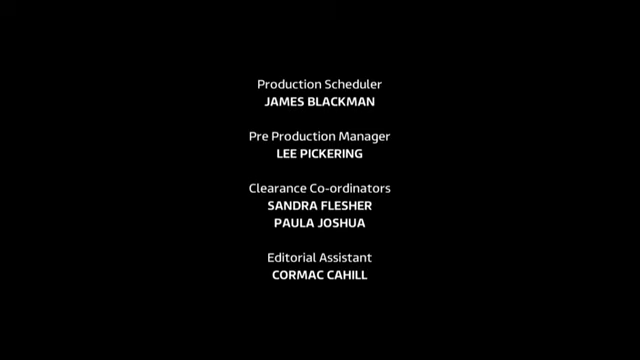 Production Scheduler
JAMES BLACKMAN
Pre Production Manager
LEE PICKERING
Clearance Co-ordinators
SANDRA FLESHER
PAULA JOSHUA
Editorial Assistant
CORMAC CAHILL